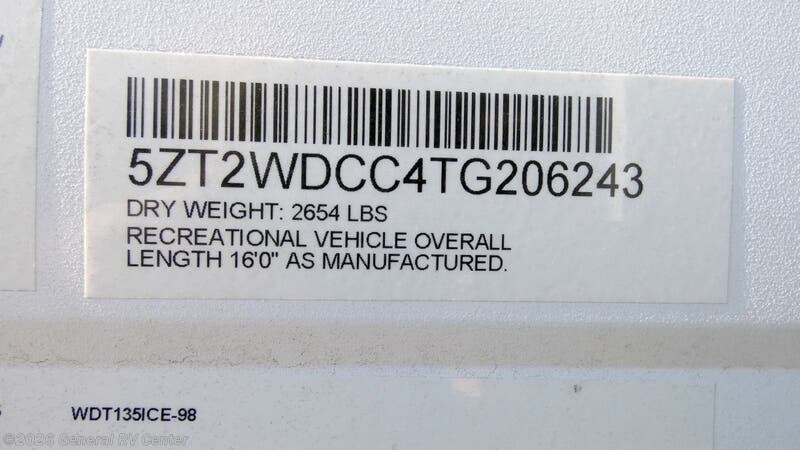 5ZT2WDCC4TG206243
DRY WEIGHT: 2654 LBS
RECREATIONAL VEHICLE OVERALL
LENGTH 16'0" AS MANUFACTURED.
WDT135ICE-98
©2026 General RV Center